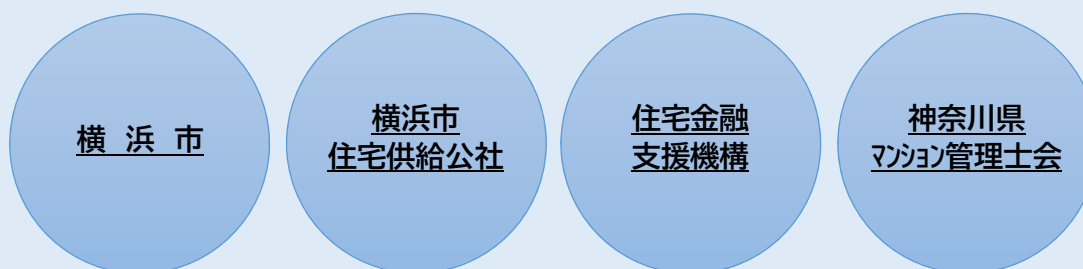 横 浜 市
横浜市
住宅供給公社
住宅金融
支援機構
神奈川県
ﾏﾝｼｮﾝ管理士会